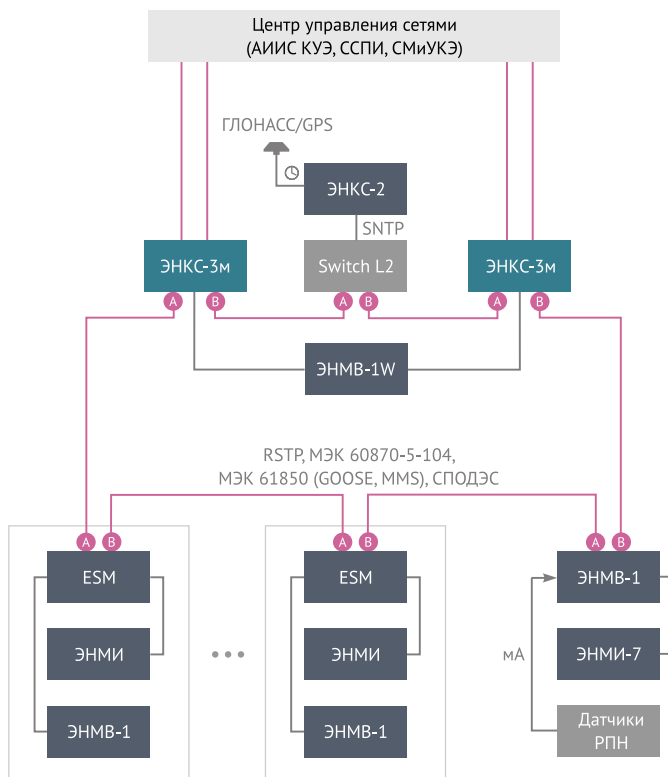 Центр управления сетями
(АИИС КУЭ, ССПИ, СМиУКЭ)
ГЛОНАСС/GPS
ЭНКС-2
SNTP
ЭНКС-3м
Switch L2
ЭНКС-3м
A
B
A
B
A
B
ЭНМВ-1W
RSTP, МЭК 60870-5-104,
МЭК 61850 (GOOSE, MMS), СПОДЭС
A
B
A
B
A
B
ESM
ESM
ЭНМВ-1
ЭНМИ
ЭНМИ
мА
ЭНМИ-7
ЭНМВ-1
ЭНМВ-1
Датчики
РПН